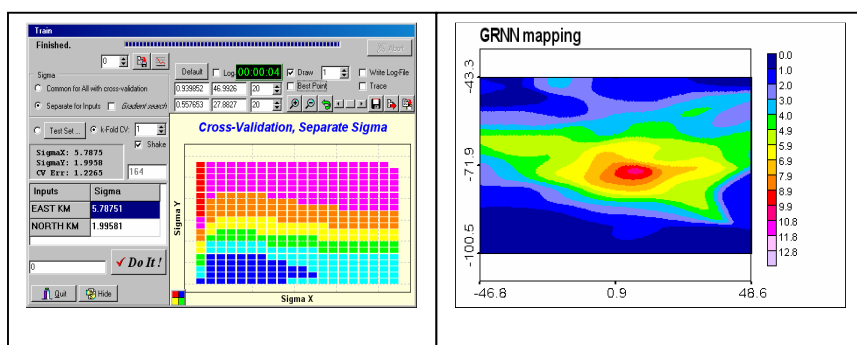 Train
Finished.
0
Abort
Sigma
Common for All with cross-validation
Separate for Inputs
Gradient search
Default
Log
00:00:04
Draw
1
Write Log-File
Best Point
Trace
0.939852
46.9926
20
0.557653
27.8827
20
Test Set ...
k-Fold CV:
1
Shake
SigmaX: 5.7875
SigmaY: 1.9958
CV Err: 1.2265
164
Inputs
Sigma
EAST KM
5.78751
NORTH KM
1.99581
0
Do It !
Quit
Hide
Cross-Validation, Separate Sigma
Sigma Y
Sigma X
GRNN mapping
-43.3
-71.9
-100.5
-46.8
0.9
48.6
0.0
1.0
2.0
3.0
4.0
4.9
5.9
6.9
7.9
8.9
9.9
10.8
11.8
12.8